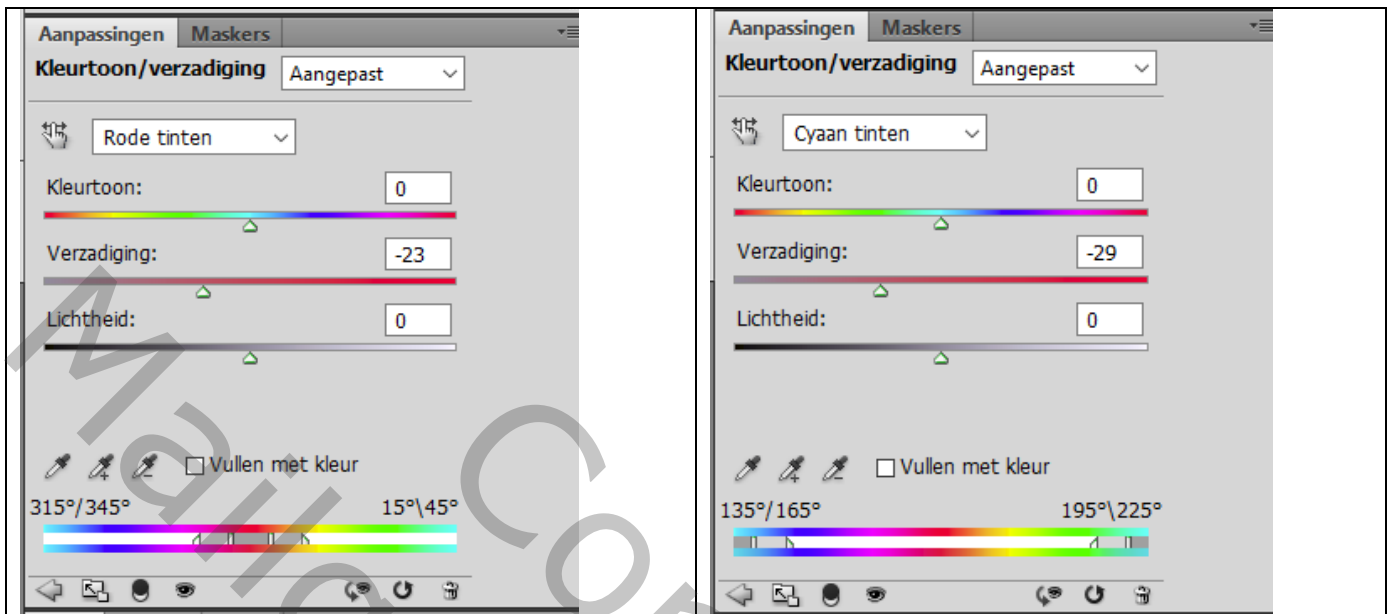 Aanpassingen Maskers
Kleurtoon/verzadiging Aangepast
Rode tinten
Kleurtoon: 0
Verzadiging: -23
Lichtheid: 0
Vullen met kleur
315°/345° 15°\45°
Aanpassingen Maskers
Kleurtoon/verzadiging Aangepast
Cyaan tinten
Kleurtoon: 0
Verzadiging: -29
Lichtheid: 0
Vullen met kleur
135°/165° 195°\225°